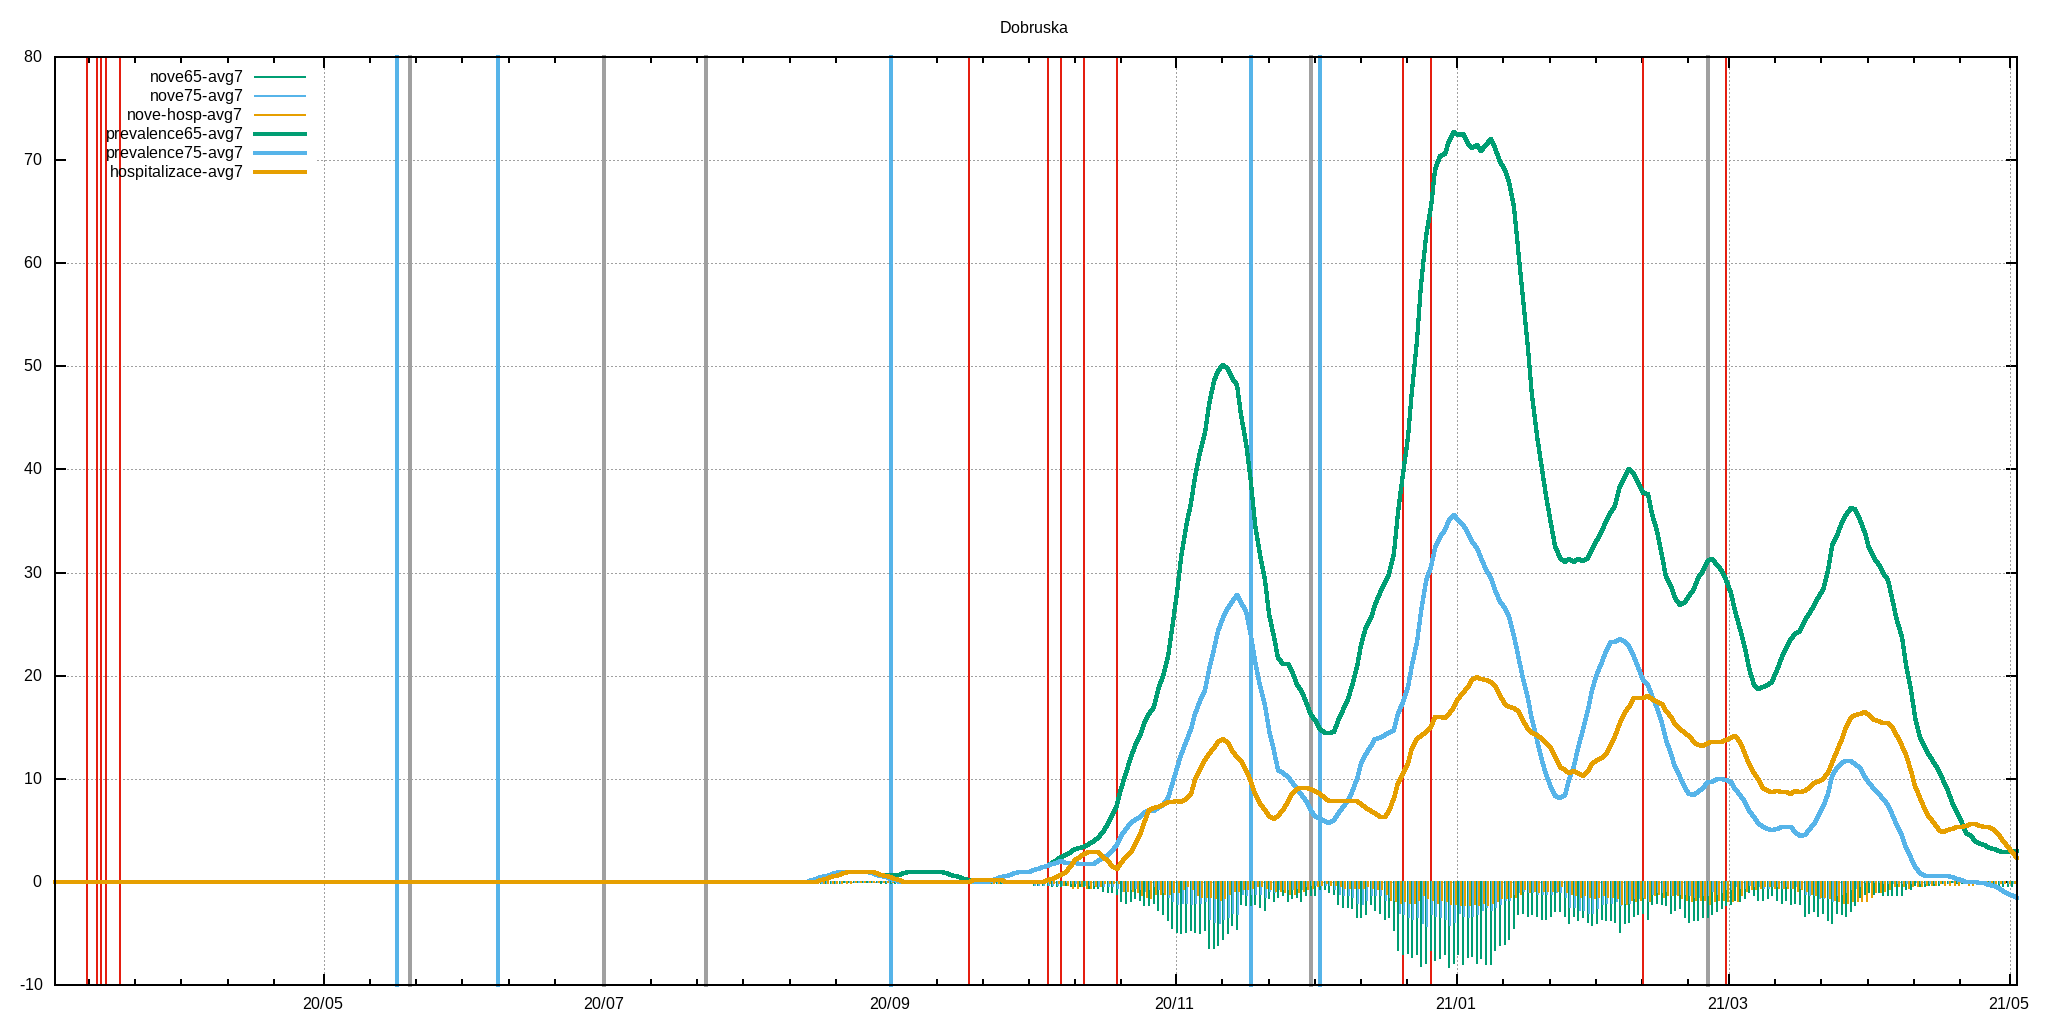 Dobruska
80
70
60
50
40
30
20
10
0
-10
nove65-avg7
nove75-avg7
nove-hosp-avg7
prevalence65-avg7
prevalence75-avg7
hospitalizace-avg7
20/05 20/07 20/09 20/11 21/01 21/03 21/05